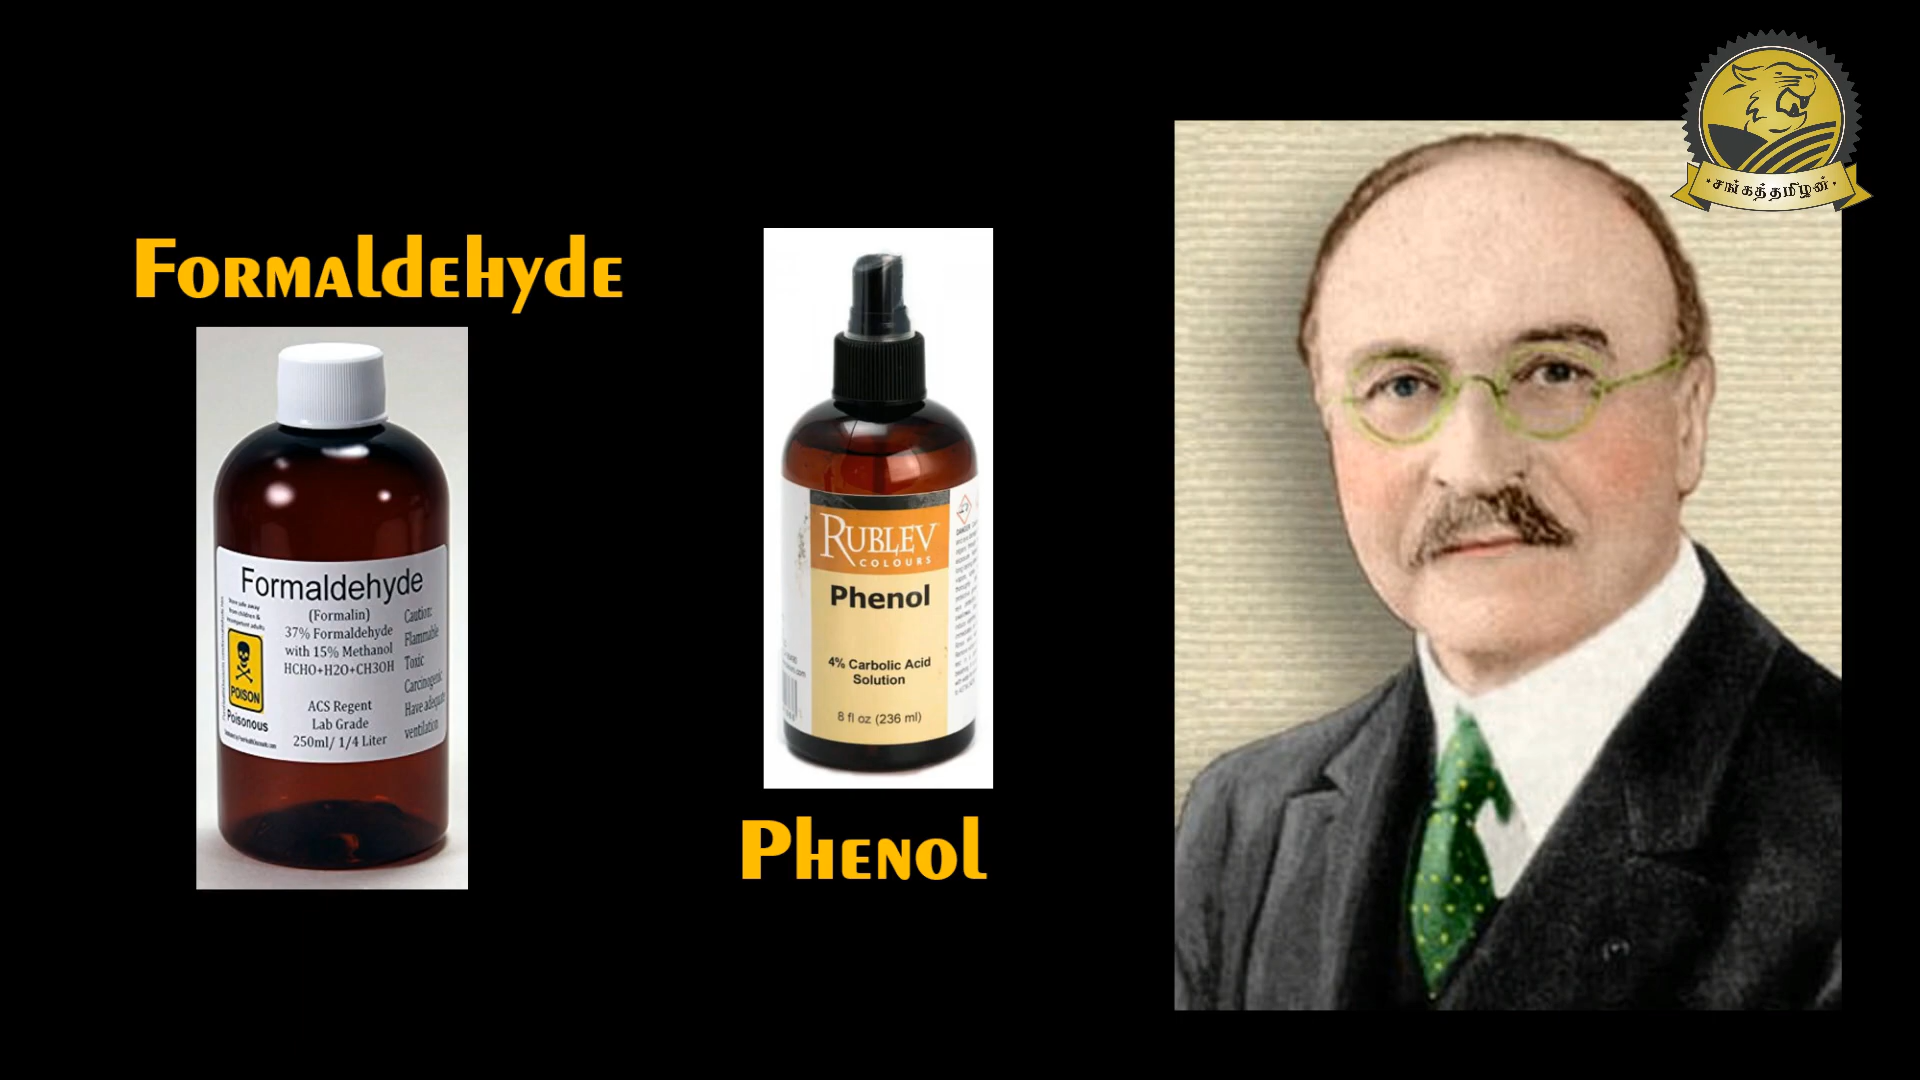 Formaldehyde
Formaldehyde
(Formalin)
37% Formaldehyde
with 15% Methanol
HCHO+H2O+CH3OH
ACS Regent
Lab Grade
250ml/ 1/4 Liter
POISON
Poisonous
Caution:
Flammable
Toxic
Carcinogenic
Have adequate
ventilation
RUBLEV
COLOURS
Phenol
4% Carbolic Acid
Solution
8 fl oz (236 ml)
Phenol
சங்கத்தமிழன்